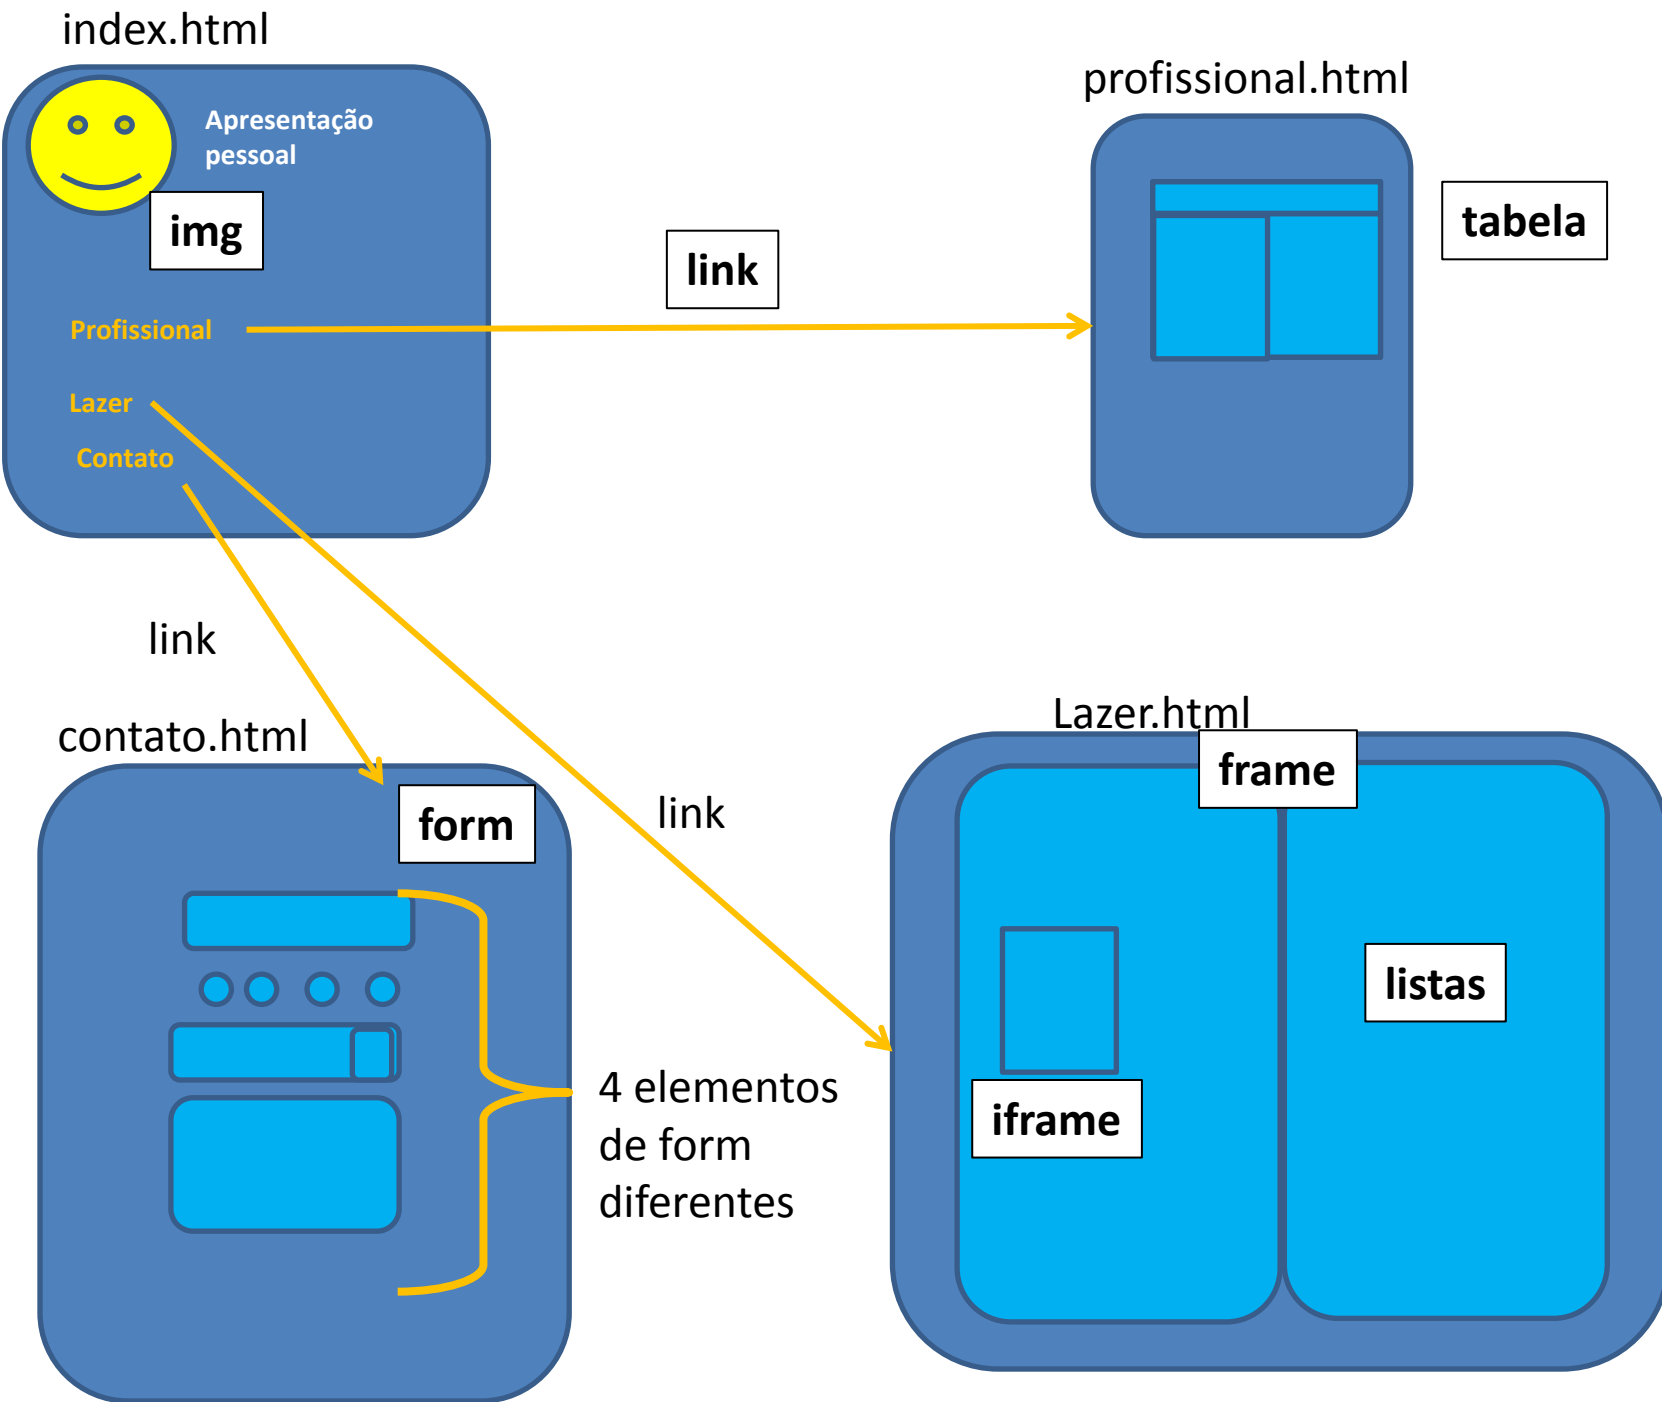 index.html
Apresentação
pessoal
img
Profissional
Lazer
Contato
link
profissional.html
tabela
link
contato.html
form
4 elementos
de form
diferentes
link
Lazer.html
frame
iframe
listas